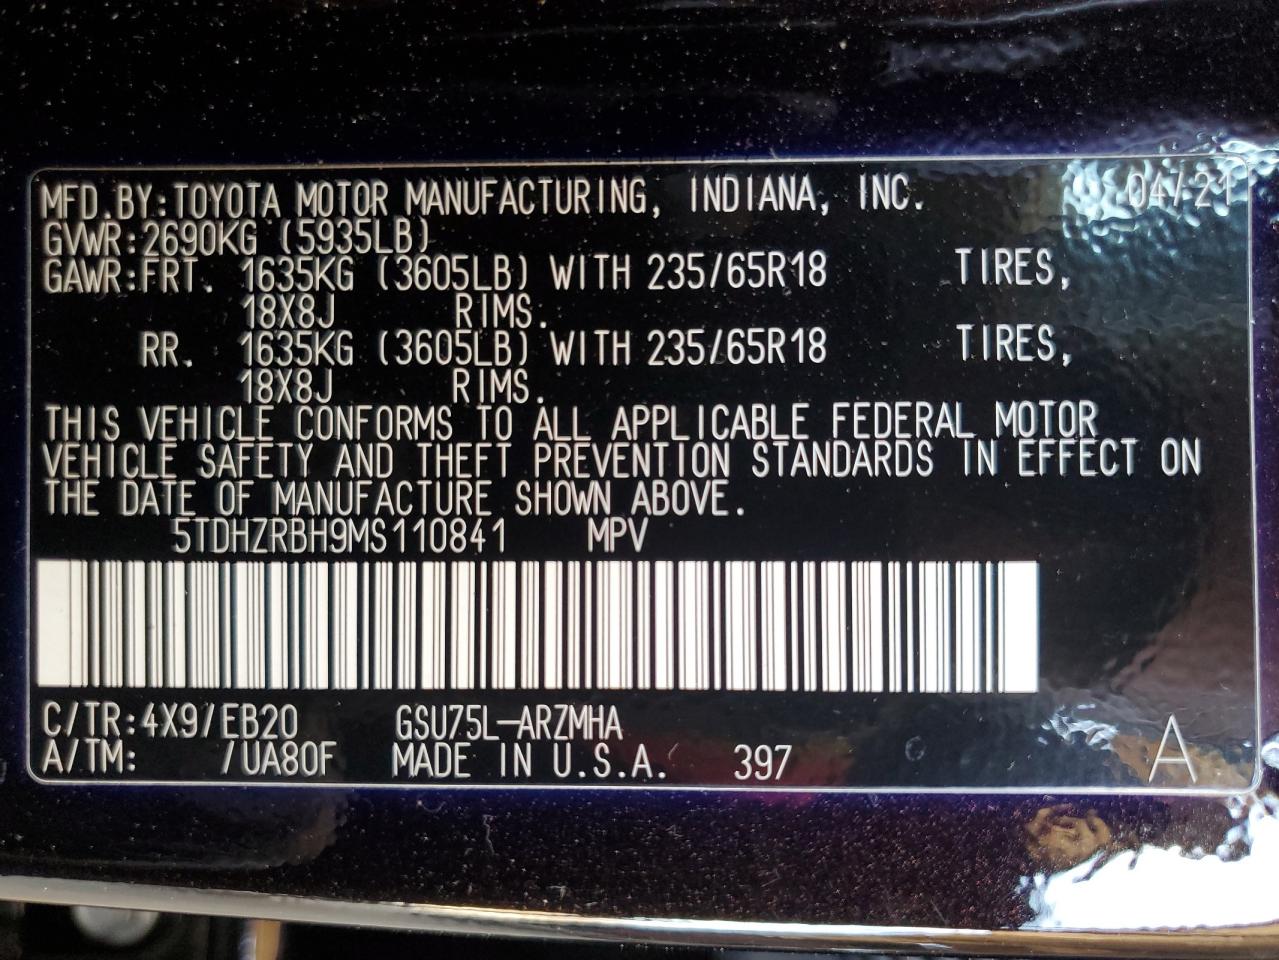 MFD.BY:TOYOTA MOTOR MANUFACTURING, INDIANA, INC. 04/21
GVWR:2690KG (5935LB)
GAWR:FRT. 1635KG (3605LB) WITH 235/65R18 TIRES,
18X8J RIMS.
RR. 1635KG (3605LB) WITH 235/65R18 TIRES,
18X8J RIMS.
THIS VEHICLE CONFORMS TO ALL APPLICABLE FEDERAL MOTOR
VEHICLE SAFETY AND THEFT PREVENTION STANDARDS IN EFFECT ON
THE DATE OF MANUFACTURE SHOWN ABOVE.
5TDHZRBH9MS110841 MPV
C/TR:4X9/EB20 GSU75L-ARZMHA
A/TM: /UA80F MADE IN U.S.A. 397 A